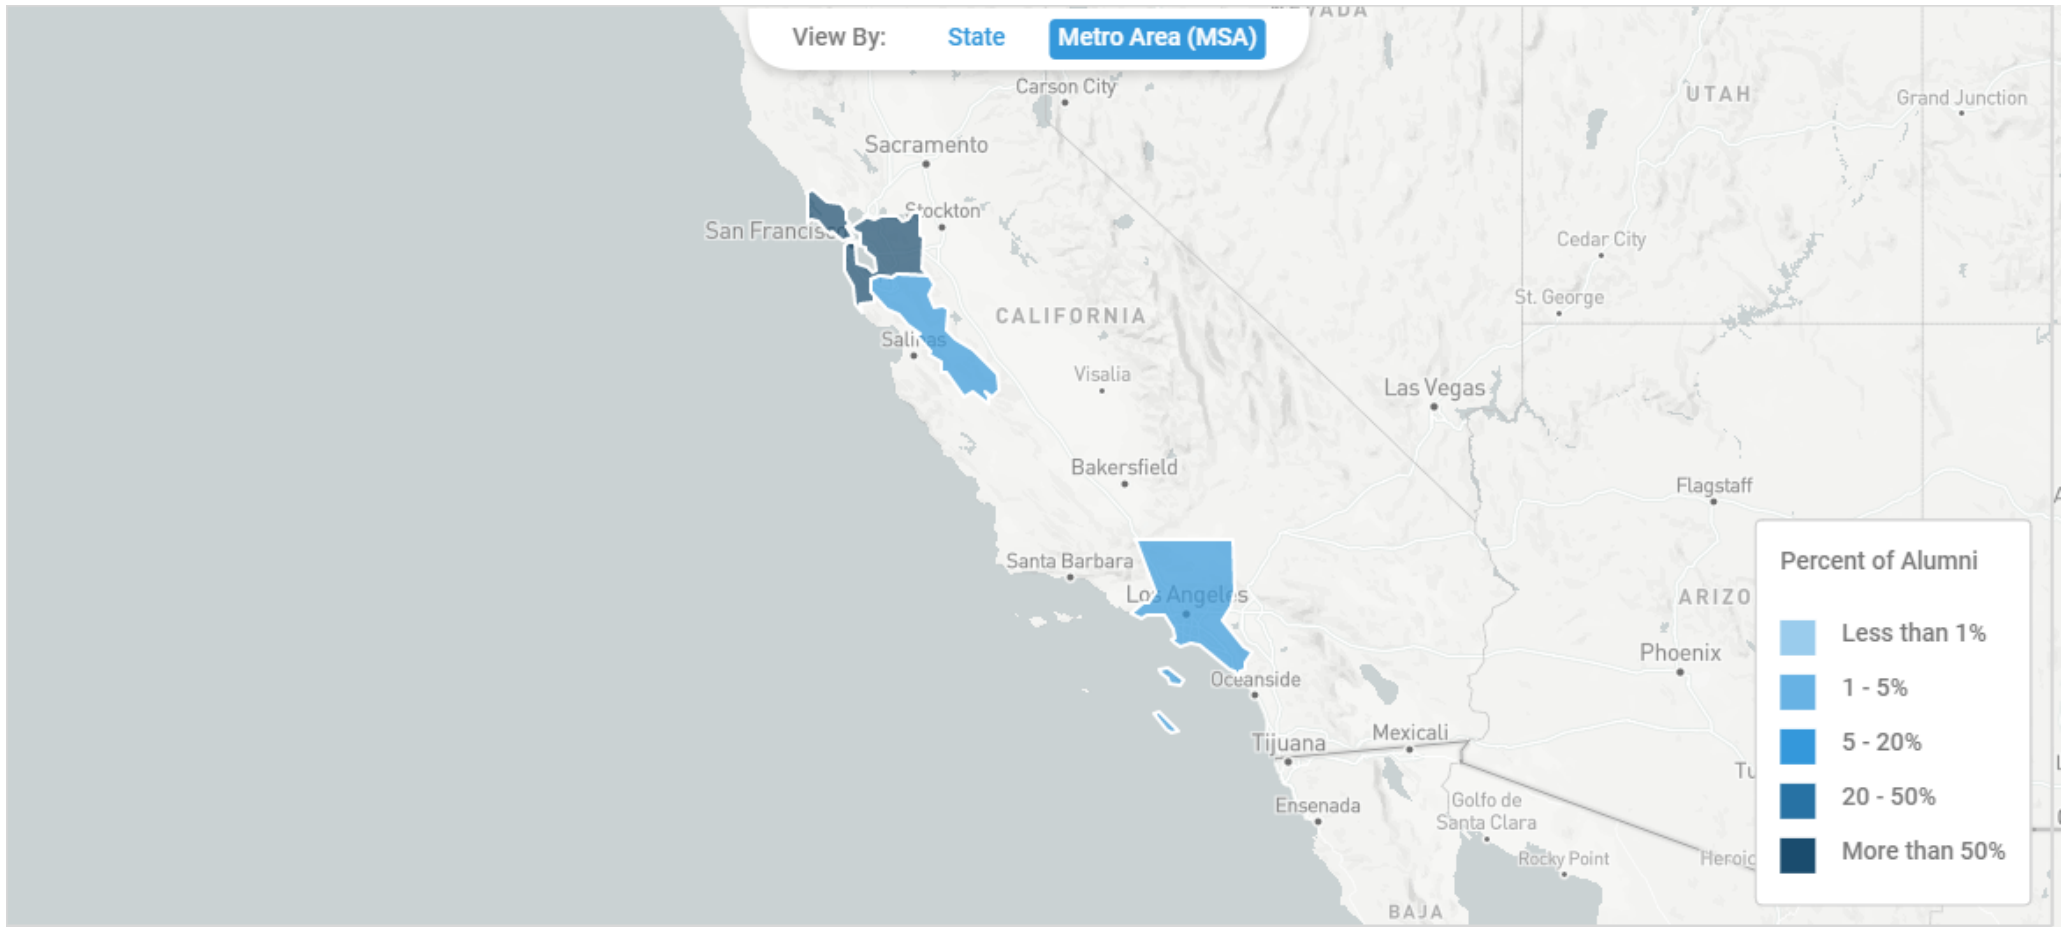 View By: State Metro Area (MSA)
Carson City
UTAH
Grand Junction
Sacramento
Stockton
San Francisco
Cedar City
St. George
CALIFORNIA
Salinas
Visalia
Las Vegas
Bakersfield
Flagstaff
Santa Barbara
Los Angeles
ARIZO
Phoenix
Oceanside
Tijuana
Mexicali
Tu
Ensenada
Golfo de
Santa Clara
Rocky Point
Heroic
BAJA
Percent of Alumni
Less than 1%
1 - 5%
5 - 20%
20 - 50%
More than 50%